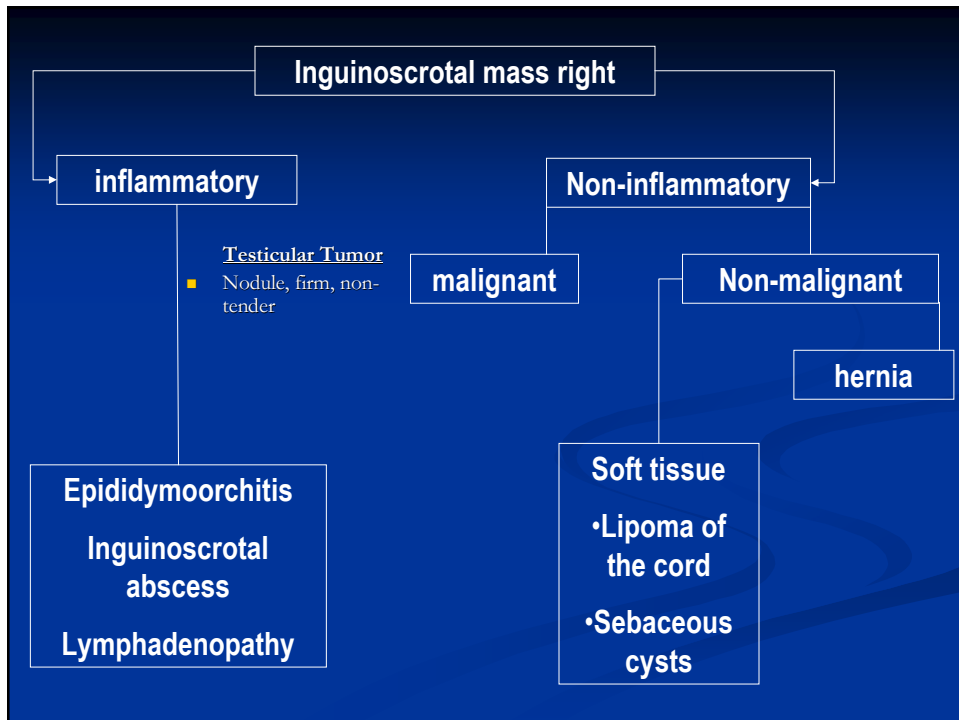 Inguinoscrotal mass right
inflammatory
Non-inflammatory
Testicular Tumor
Nodule, firm, non-
tender
malignant
Non-malignant
hernia
Epididymoorchitis
Inguinoscrotal
abscess
Lymphadenopathy
Soft tissue
•Lipoma of
the cord
•Sebaceous
cysts